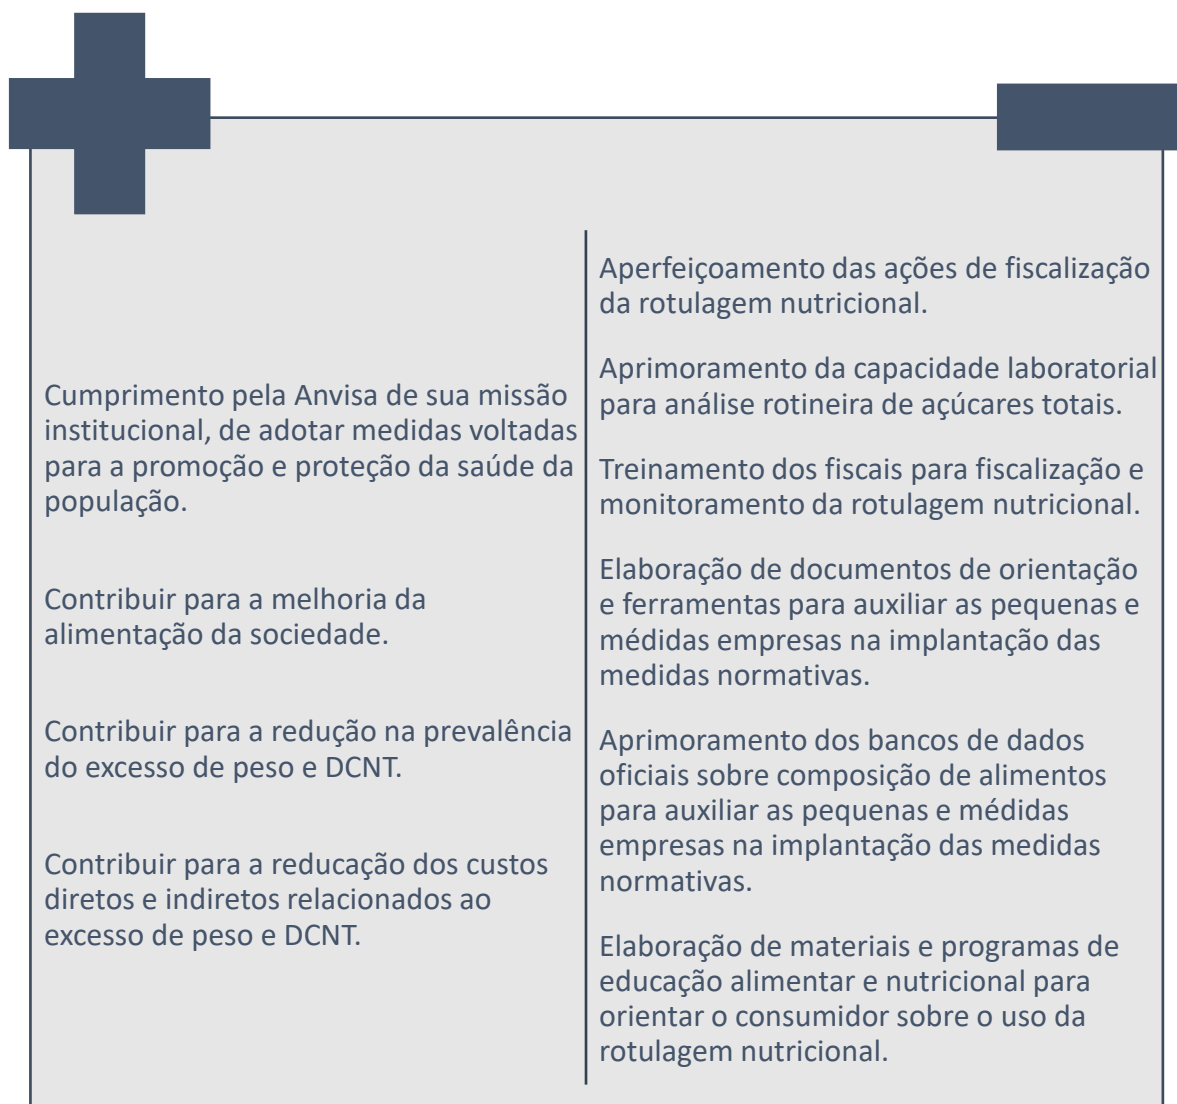 Cumprimento pela Anvisa de sua missão
institucional, de adotar medidas voltadas
para a promoção e proteção da saúde da
população.
Contribuir para a melhoria da
alimentação da sociedade.
Contribuir para a redução na prevalência
do excesso de peso e DCNT.
Contribuir para a reducação dos custos
diretos e indiretos relacionados ao
excesso de peso e DCNT.
Aperfeiçoamento das ações de fiscalização
da rotulagem nutricional.
Aprimoramento da capacidade laboratorial
para análise rotineira de açúcares totais.
Treinamento dos fiscais para fiscalização e
monitoramento da rotulagem nutricional.
Elaboração de documentos de orientação
e ferramentas para auxiliar as pequenas e
médidas empresas na implantação das
medidas normativas.
Aprimoramento dos bancos de dados
oficiais sobre composição de alimentos
para auxiliar as pequenas e médidas
empresas na implantação das medidas
normativas.
Elaboração de materiais e programas de
educação alimentar e nutricional para
orientar o consumidor sobre o uso da
rotulagem nutricional.